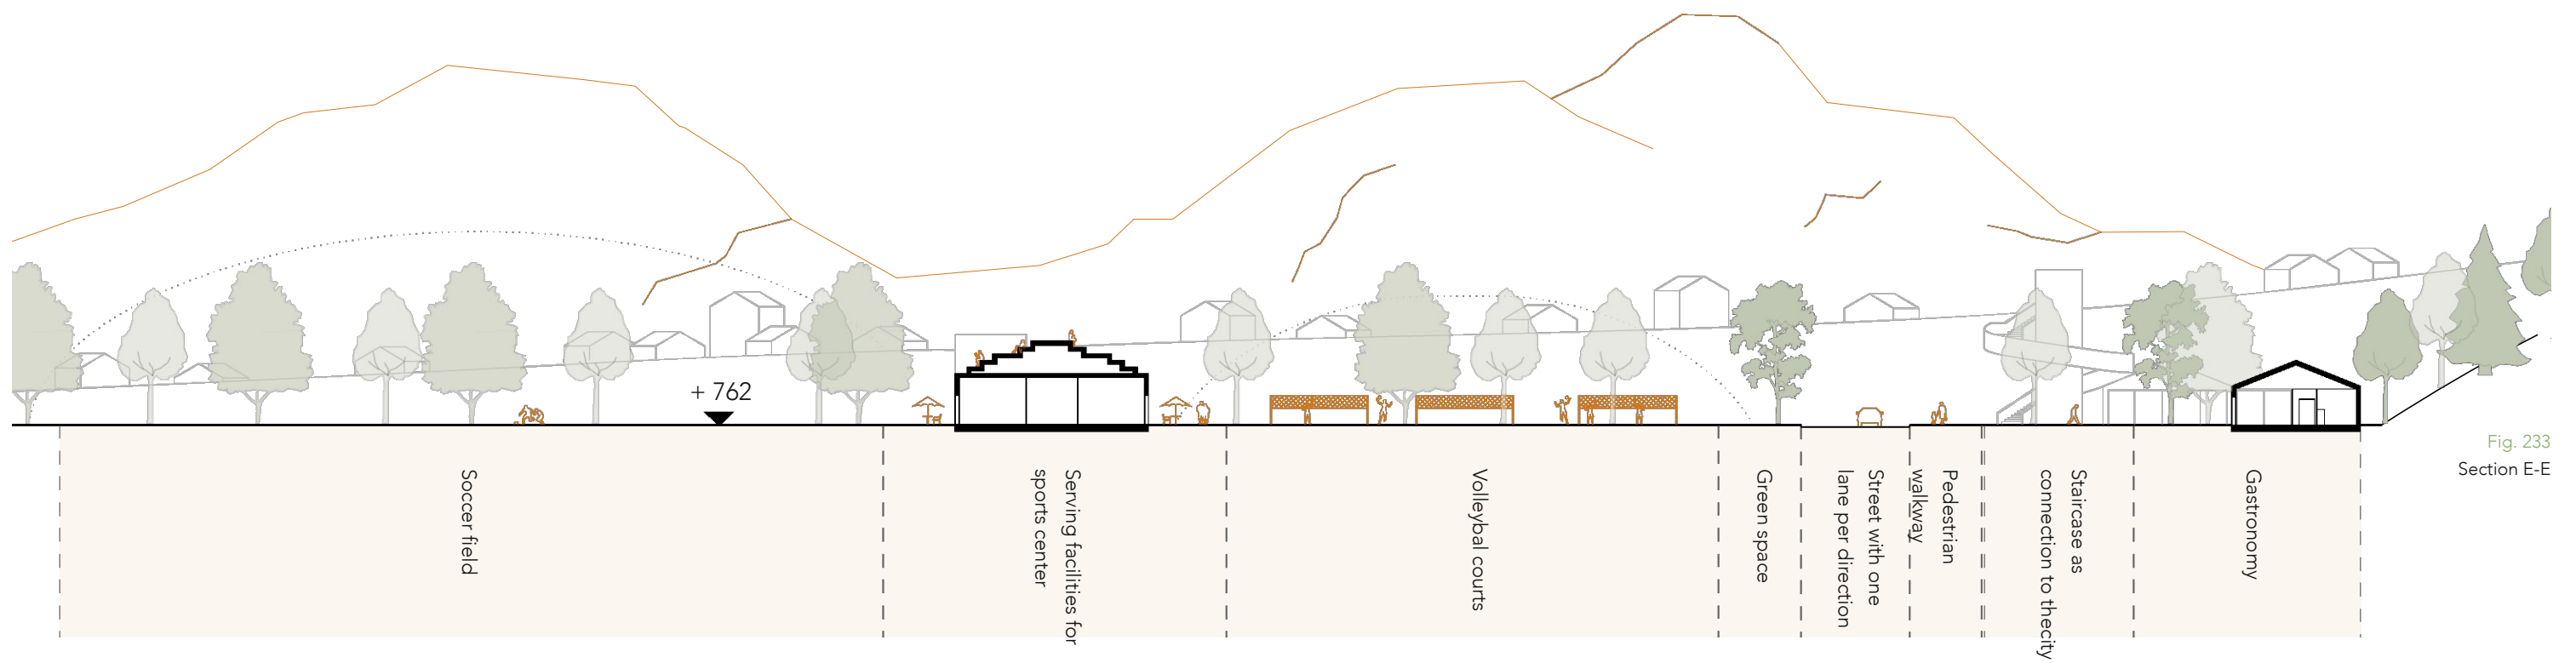 + 762
Fig. 233
Section E-E
Soccer field
Serving facilities for
sports center
Volleybal courts
Green space
Street with one
lane per direction
Pedestrian
walkway
Staircase as
connection to thecity
Gastronomy